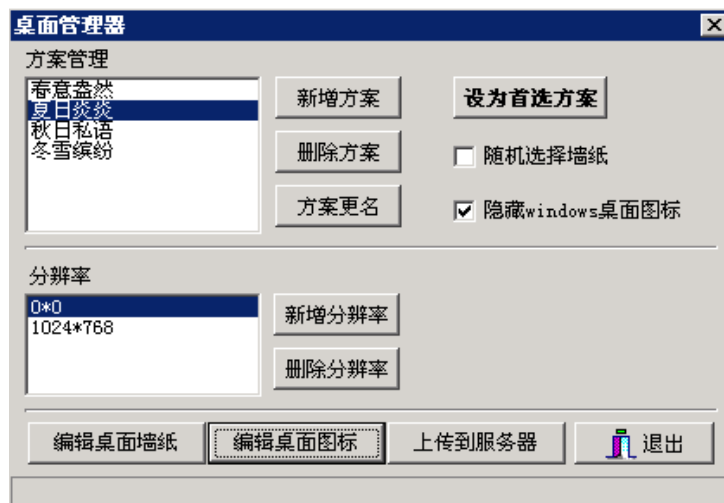 桌面管理器
方案管理
春意盎然
夏日炎炎
秋日私语
冬雪缤纷
新增方案
删除方案
方案更名
设为首选方案
随机选择墙纸
隐藏windows桌面图标
分辨率
0*0
1024*768
新增分辨率
删除分辨率
编辑桌面墙纸
编辑桌面图标
上传到服务器
退出